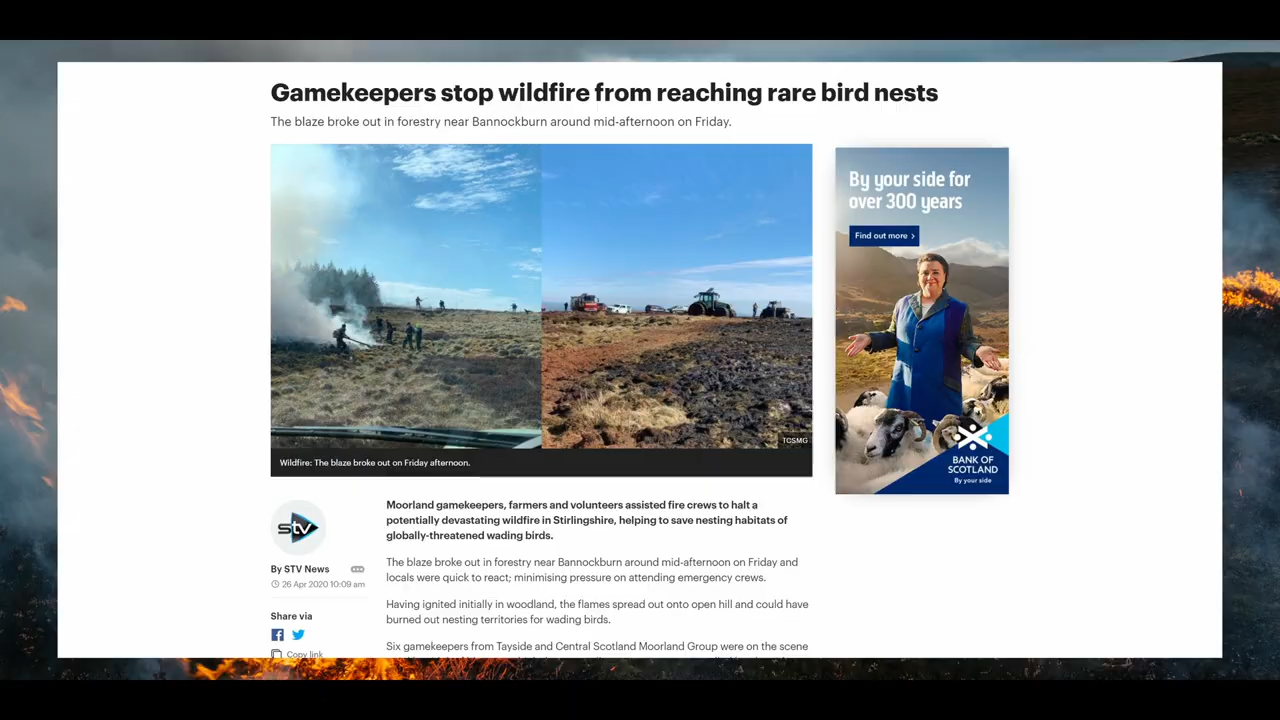 Gamekeepers stop wildfire from reaching rare bird nests
The blaze broke out in forestry near Bannockburn around mid-afternoon on Friday.
By your side for
over 300 years
Find out more >
TCSMG
Wildfire: The blaze broke out on Friday afternoon.
BANK OF
SCOTLAND
By your side
stv
By STV News
26 Apr 2020 10:09 am
Share via
Copy link
Moorland gamekeepers, farmers and volunteers assisted fire crews to halt a
potentially devastating wildfire in Stirlingshire, helping to save nesting habitats of
globally-threatened wading birds.
The blaze broke out in forestry near Bannockburn around mid-afternoon on Friday and
locals were quick to react; minimising pressure on attending emergency crews.
Having ignited initially in woodland, the flames spread out onto open hill and could have
burned out nesting territories for wading birds.
Six gamekeepers from Tayside and Central Scotland Moorland Group were on the scene